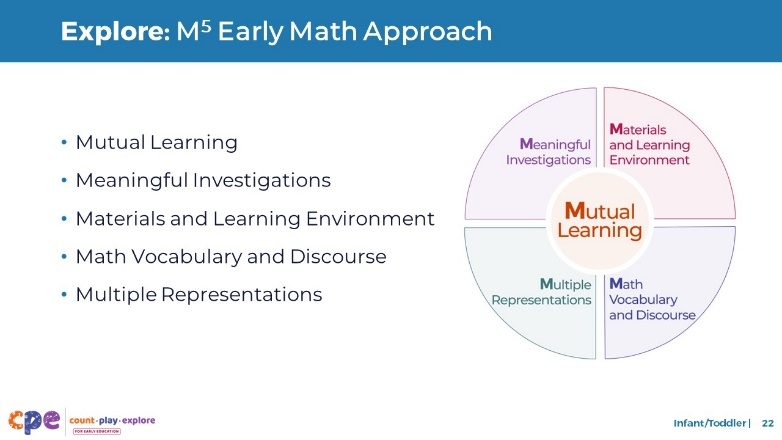 Explore: M⁵ Early Math Approach
• Mutual Learning
• Meaningful Investigations
• Materials and Learning Environment
• Math Vocabulary and Discourse
• Multiple Representations
Meaningful
Investigations
Materials
and Learning
Environment
Mutual
Learning
Multiple
Representations
Math
Vocabulary
and Discourse
cpe
count·play·explore
FOR EARLY EDUCATION
Infant/Toddler | 22